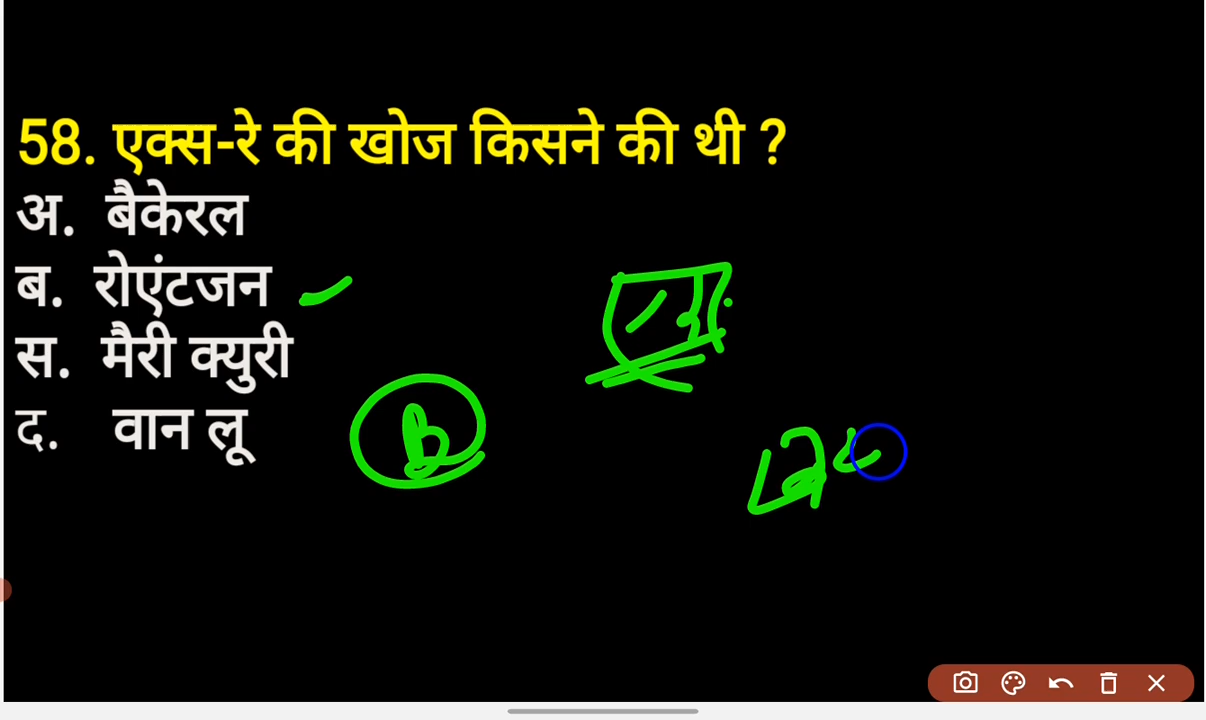 58. एक्स-रे की खोज किसने की थी ?
अ. बैकेरल
ब. रोएंटजन
स. मैरी क्युरी
द. वान लू
b